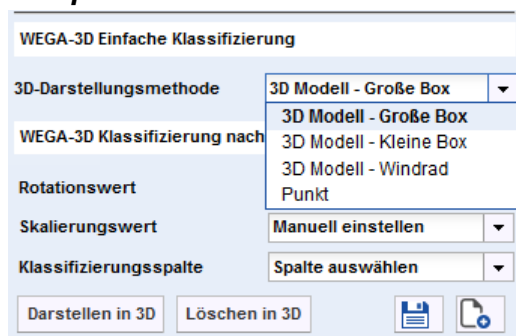 WEGA-3D Einfache Klassifizierung
3D-Darstellungsmethode
3D Modell - Große Box
3D Modell - Große Box
3D Modell - Kleine Box
3D Modell - Windrad
Punkt
WEGA-3D Klassifizierung nach
Rotationswert
Skalierungswert
Manuell einstellen
Klassifizierungsspalte
Spalte auswählen
Darstellen in 3D
Löschen in 3D